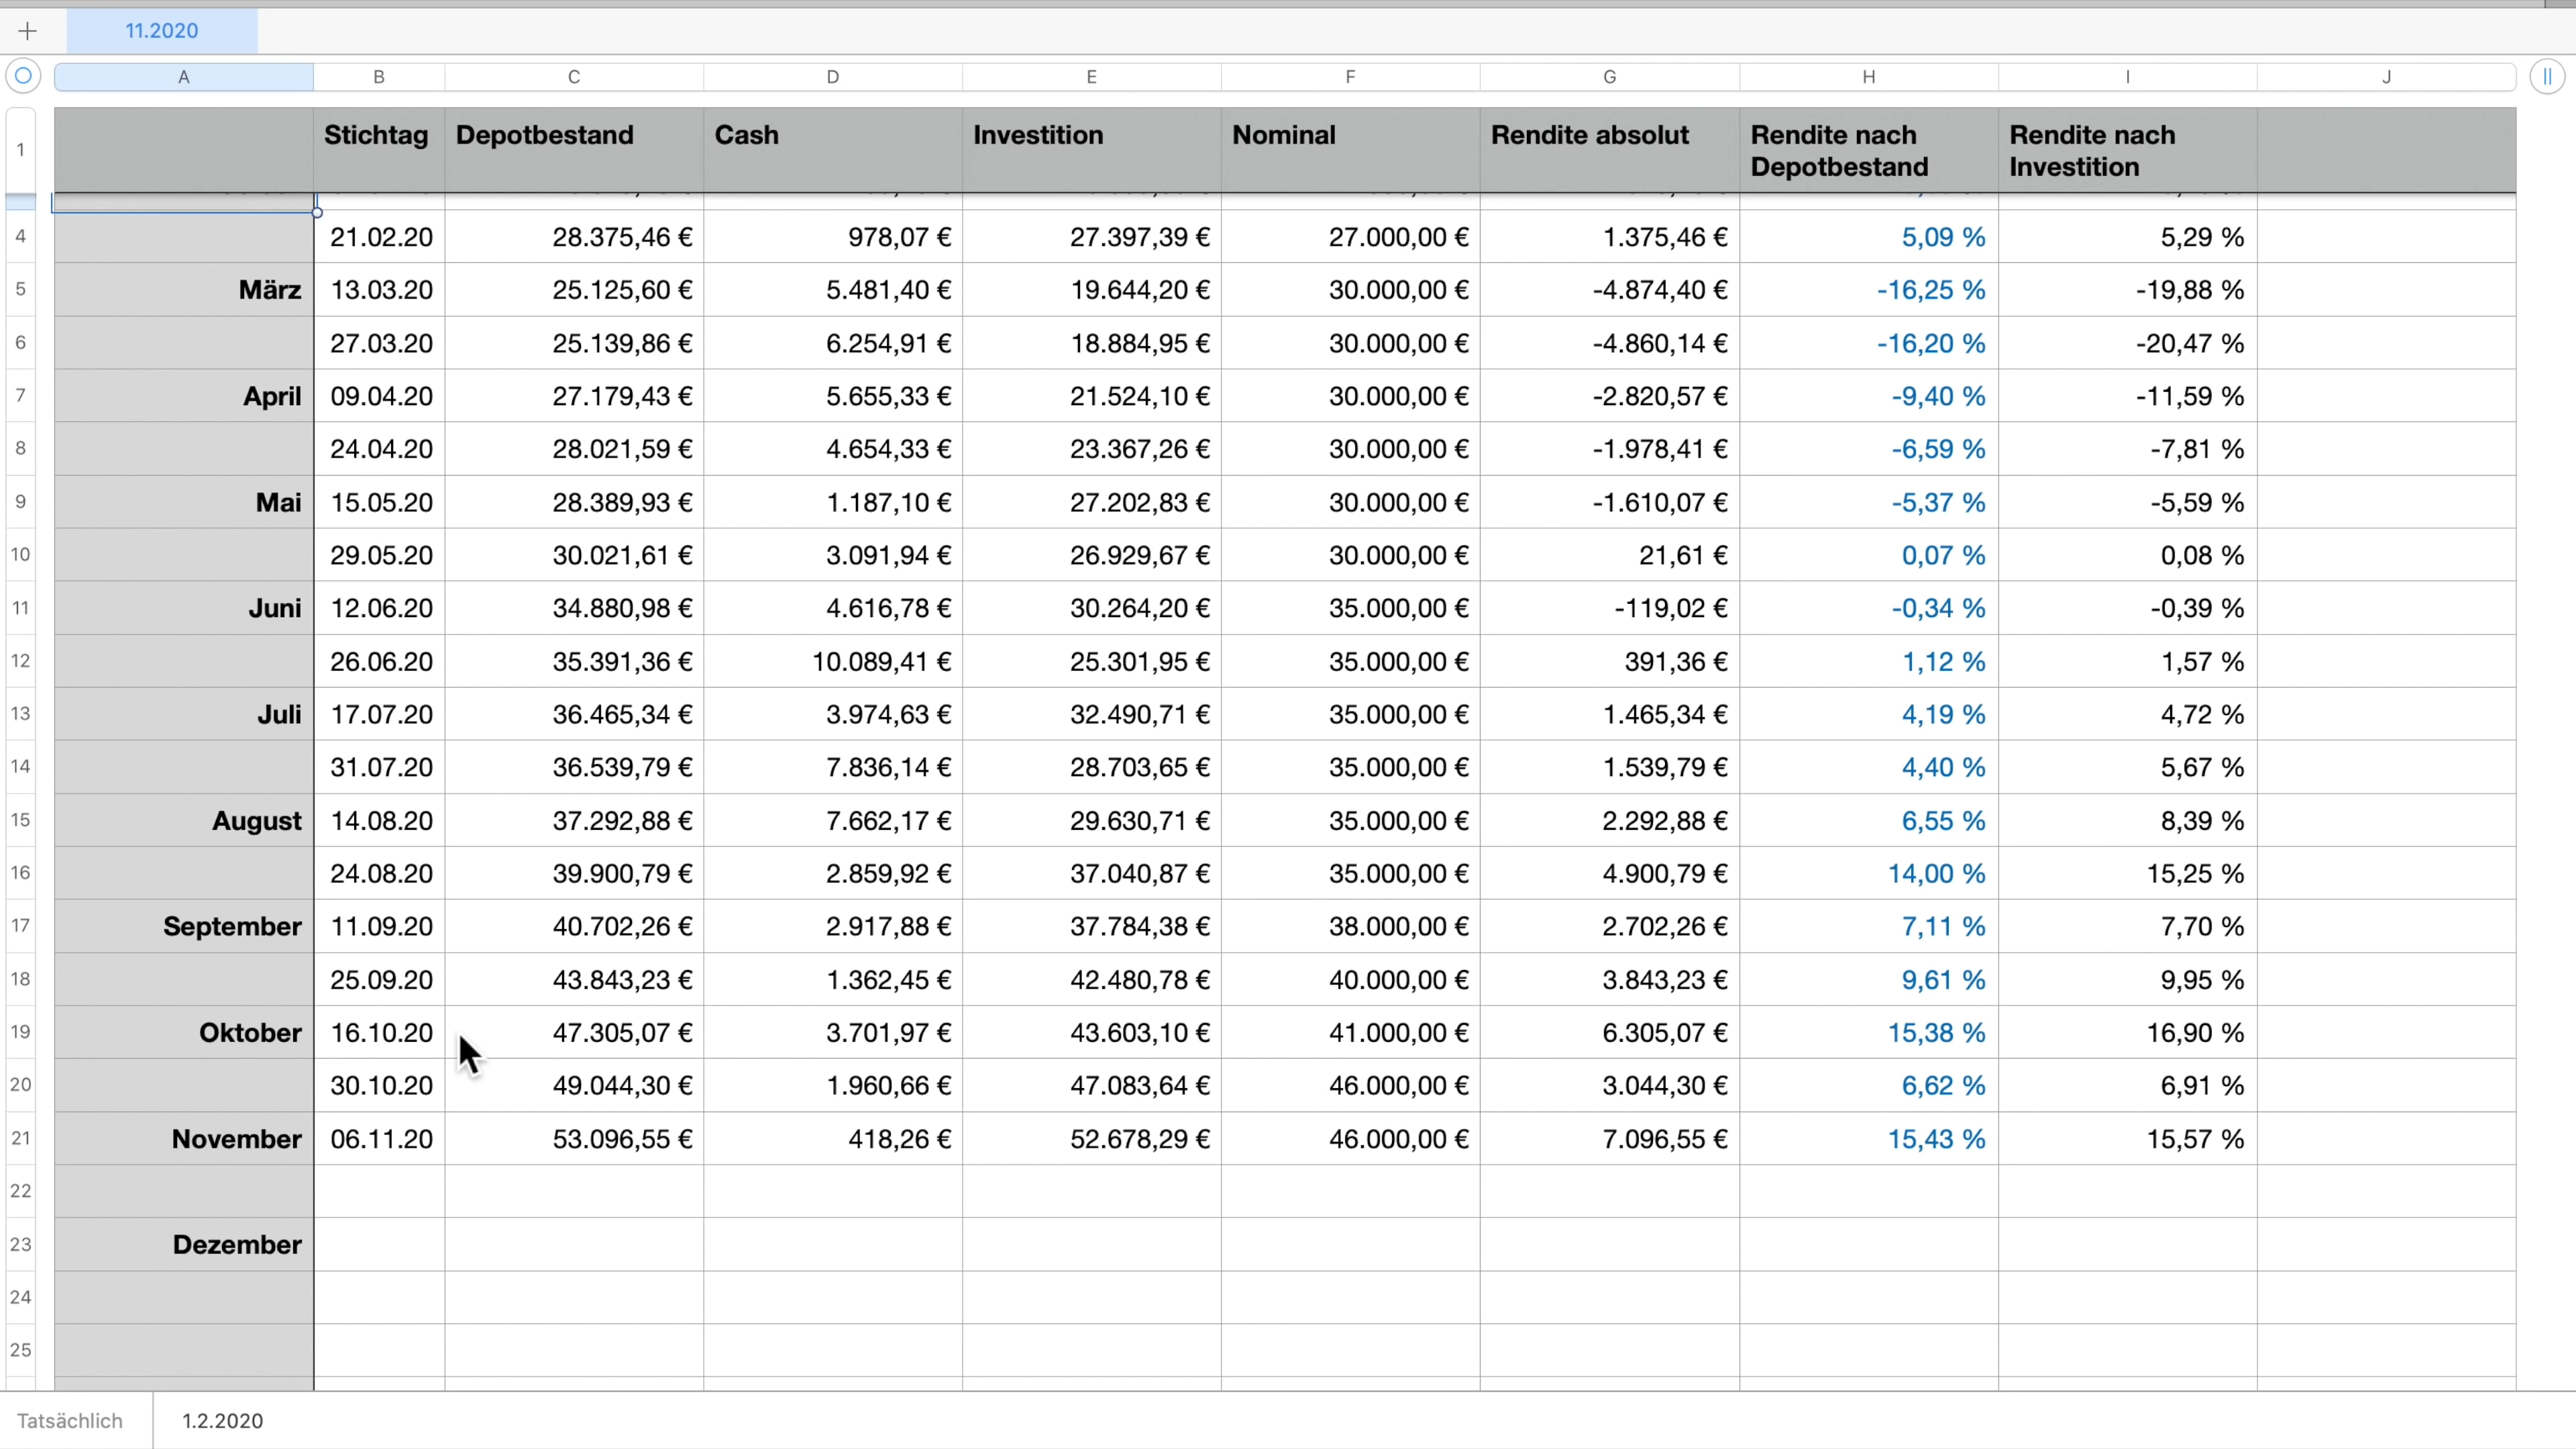 11.2020
A B C D E F G H I J
1 Stichtag Depotbestand Cash Investition Nominal Rendite absolut Rendite nach Depotbestand Rendite nach Investition
4 21.02.20 28.375,46 € 978,07 € 27.397,39 € 27.000,00 € 1.375,46 € 5,09 % 5,29 %
5 März 13.03.20 25.125,60 € 5.481,40 € 19.644,20 € 30.000,00 € -4.874,40 € -16,25 % -19,88 %
6 27.03.20 25.139,86 € 6.254,91 € 18.884,95 € 30.000,00 € -4.860,14 € -16,20 % -20,47 %
7 April 09.04.20 27.179,43 € 5.655,33 € 21.524,10 € 30.000,00 € -2.820,57 € -9,40 % -11,59 %
8 24.04.20 28.021,59 € 4.654,33 € 23.367,26 € 30.000,00 € -1.978,41 € -6,59 % -7,81 %
9 Mai 15.05.20 28.389,93 € 1.187,10 € 27.202,83 € 30.000,00 € -1.610,07 € -5,37 % -5,59 %
10 29.05.20 30.021,61 € 3.091,94 € 26.929,67 € 30.000,00 € 21,61 € 0,07 % 0,08 %
11 Juni 12.06.20 34.880,98 € 4.616,78 € 30.264,20 € 35.000,00 € -119,02 € -0,34 % -0,39 %
12 26.06.20 35.391,36 € 10.089,41 € 25.301,95 € 35.000,00 € 391,36 € 1,12 % 1,57 %
13 Juli 17.07.20 36.465,34 € 3.974,63 € 32.490,71 € 35.000,00 € 1.465,34 € 4,19 % 4,72 %
14 31.07.20 36.539,79 € 7.836,14 € 28.703,65 € 35.000,00 € 1.539,79 € 4,40 % 5,67 %
15 August 14.08.20 37.292,88 € 7.662,17 € 29.630,71 € 35.000,00 € 2.292,88 € 6,55 % 8,39 %
16 24.08.20 39.900,79 € 2.859,92 € 37.040,87 € 35.000,00 € 4.900,79 € 14,00 % 15,25 %
17 September 11.09.20 40.702,26 € 2.917,88 € 37.784,38 € 38.000,00 € 2.702,26 € 7,11 % 7,70 %
18 25.09.20 43.843,23 € 1.362,45 € 42.480,78 € 40.000,00 € 3.843,23 € 9,61 % 9,95 %
19 Oktober 16.10.20 47.305,07 € 3.701,97 € 43.603,10 € 41.000,00 € 6.305,07 € 15,38 % 16,90 %
20 30.10.20 49.044,30 € 1.960,66 € 47.083,64 € 46.000,00 € 3.044,30 € 6,62 % 6,91 %
21 November 06.11.20 53.096,55 € 418,26 € 52.678,29 € 46.000,00 € 7.096,55 € 15,43 % 15,57 %
22
23 Dezember
24
25
Tatsächlich 1.2.2020